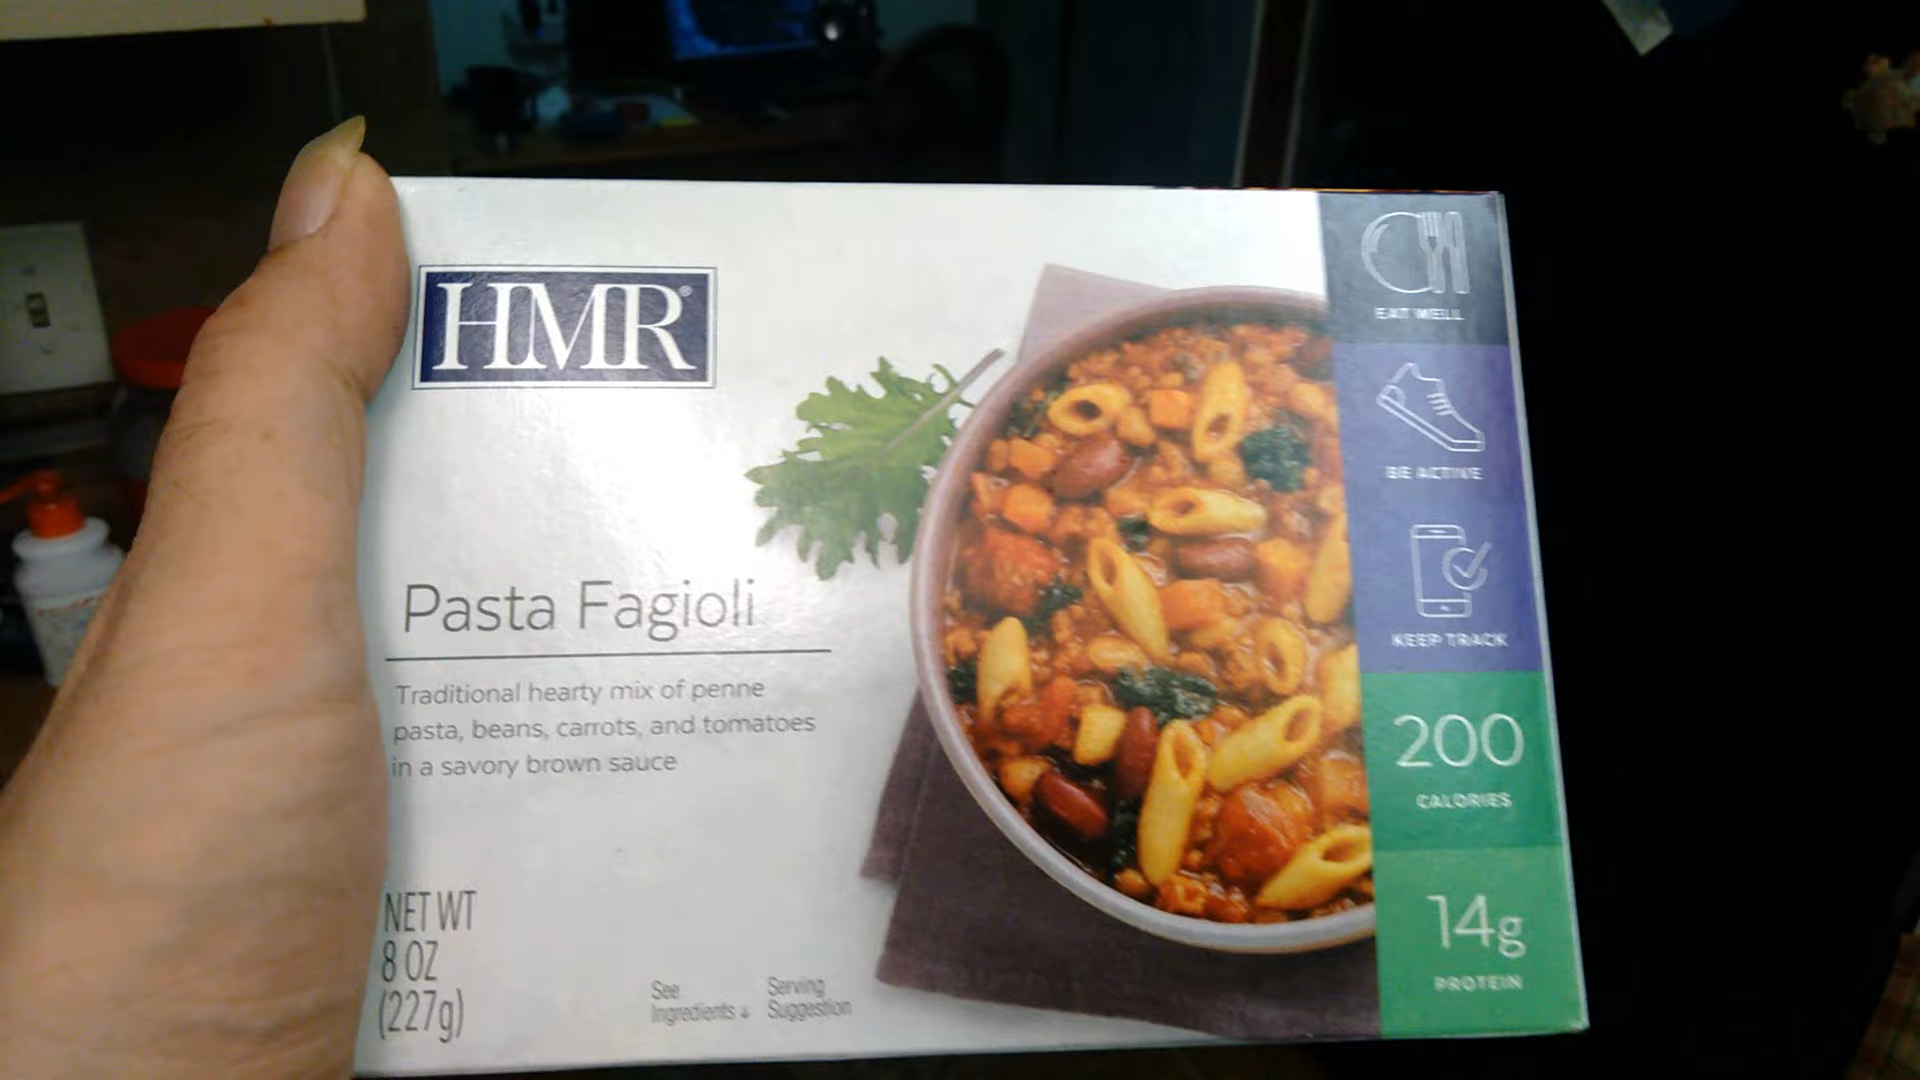 HMR®
Pasta Fagioli
Traditional hearty mix of penne
pasta, beans, carrots, and tomatoes
in a savory brown sauce
NET WT
8 OZ
(227g)
See
Ingredients ↓
Serving
Suggestion
EAT WELL
BE ACTIVE
KEEP TRACK
200
CALORIES
14g
PROTEIN